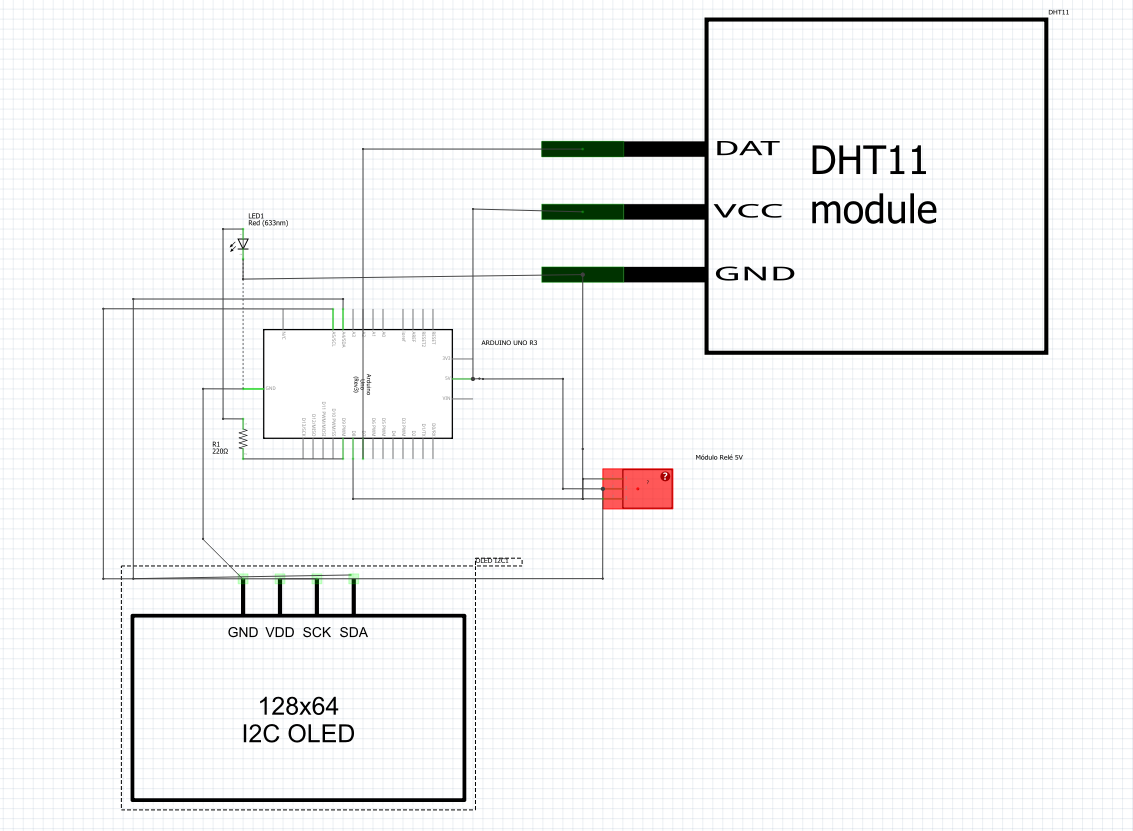 DHT11
DAT
DHT11
VCC
module
GND
LED1
Red (633nm)
ARDUINO UNO R3
3V3
5V
VIN
GND
Arduino
Uno
(Rev3)
R1
220Ω
Módulo Relé 5V
?
?
OLED I2C1
GND VDD SCK SDA
128x64
I2C OLED